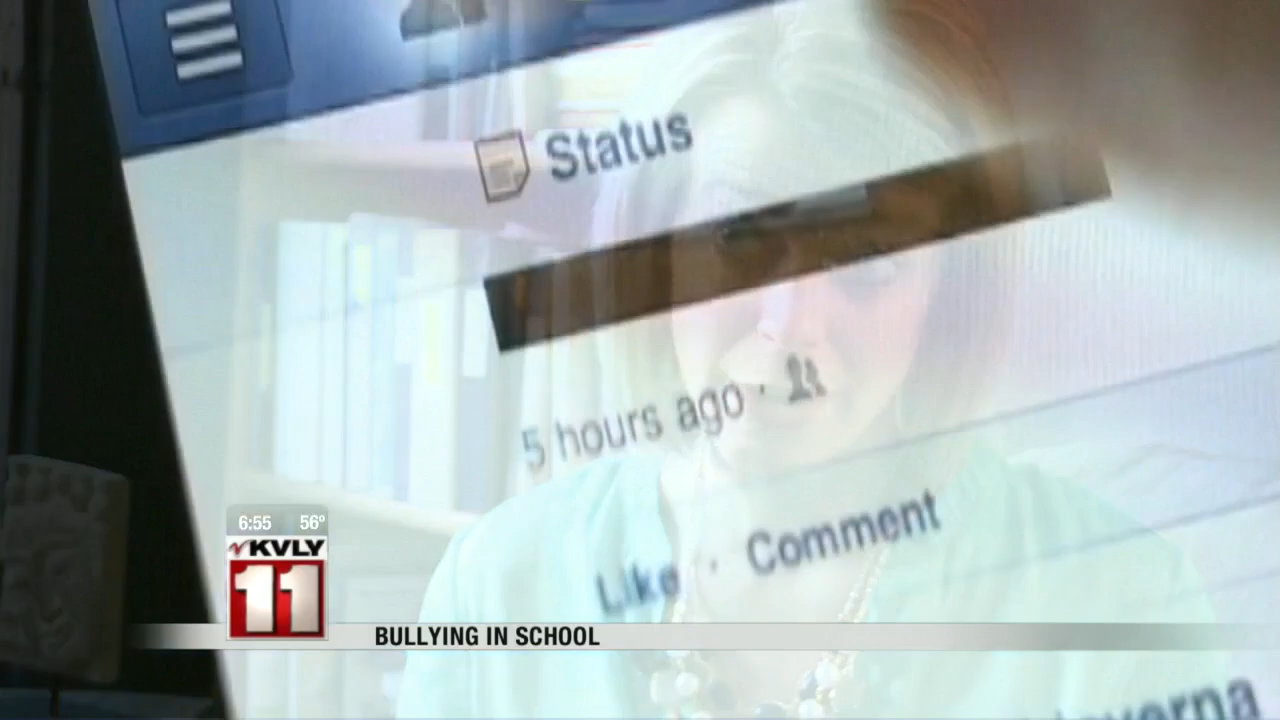 Status
5 hours ago ·
Like · Comment
6:55 56°
KVLY
11
BULLYING IN SCHOOL